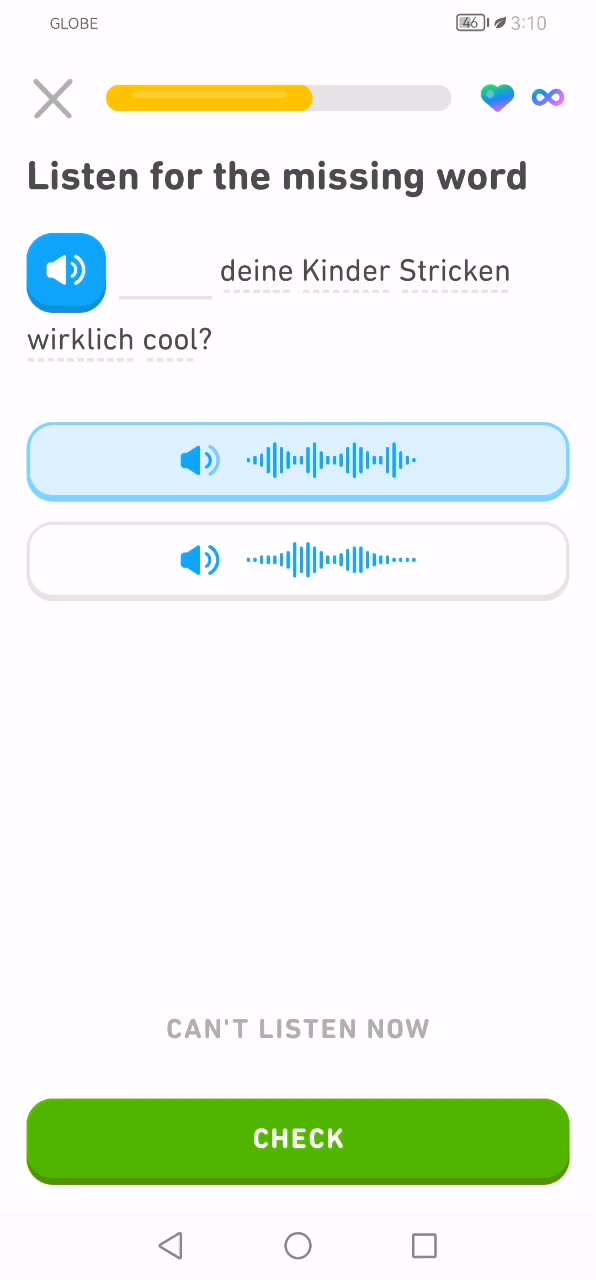 GLOBE 46 3:10
Listen for the missing word
deine Kinder Stricken
wirklich cool?
CAN'T LISTEN NOW
CHECK